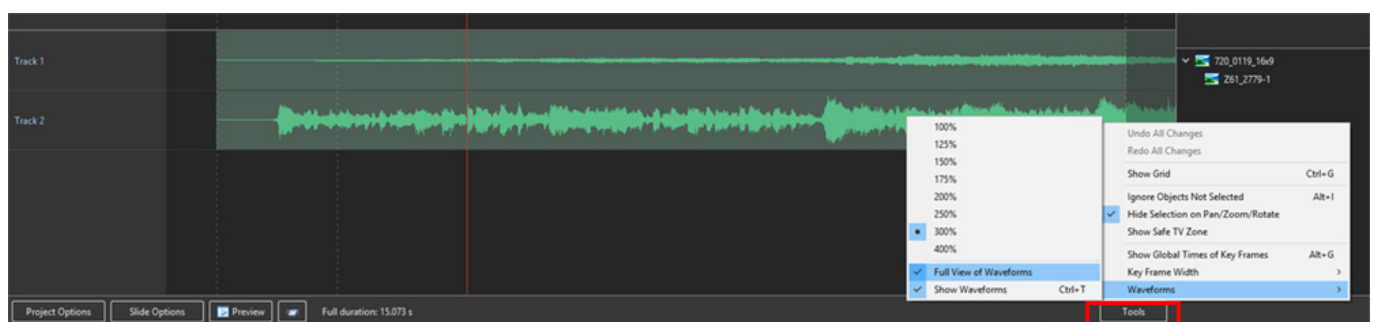 Track 1
Track 2
720_0119_16x9
Z61_2779-1
100%
125%
150%
175%
200%
250%
300%
400%
Full View of Waveforms
Show Waveforms Ctrl+T
Undo All Changes
Redo All Changes
Show Grid Ctrl+G
Ignore Objects Not Selected Alt+I
Hide Selection on Pan/Zoom/Rotate
Show Safe TV Zone
Show Global Times of Key Frames Alt+G
Key Frame Width
Waveforms
Project Options Slide Options Preview Full duration: 15.073 s Tools